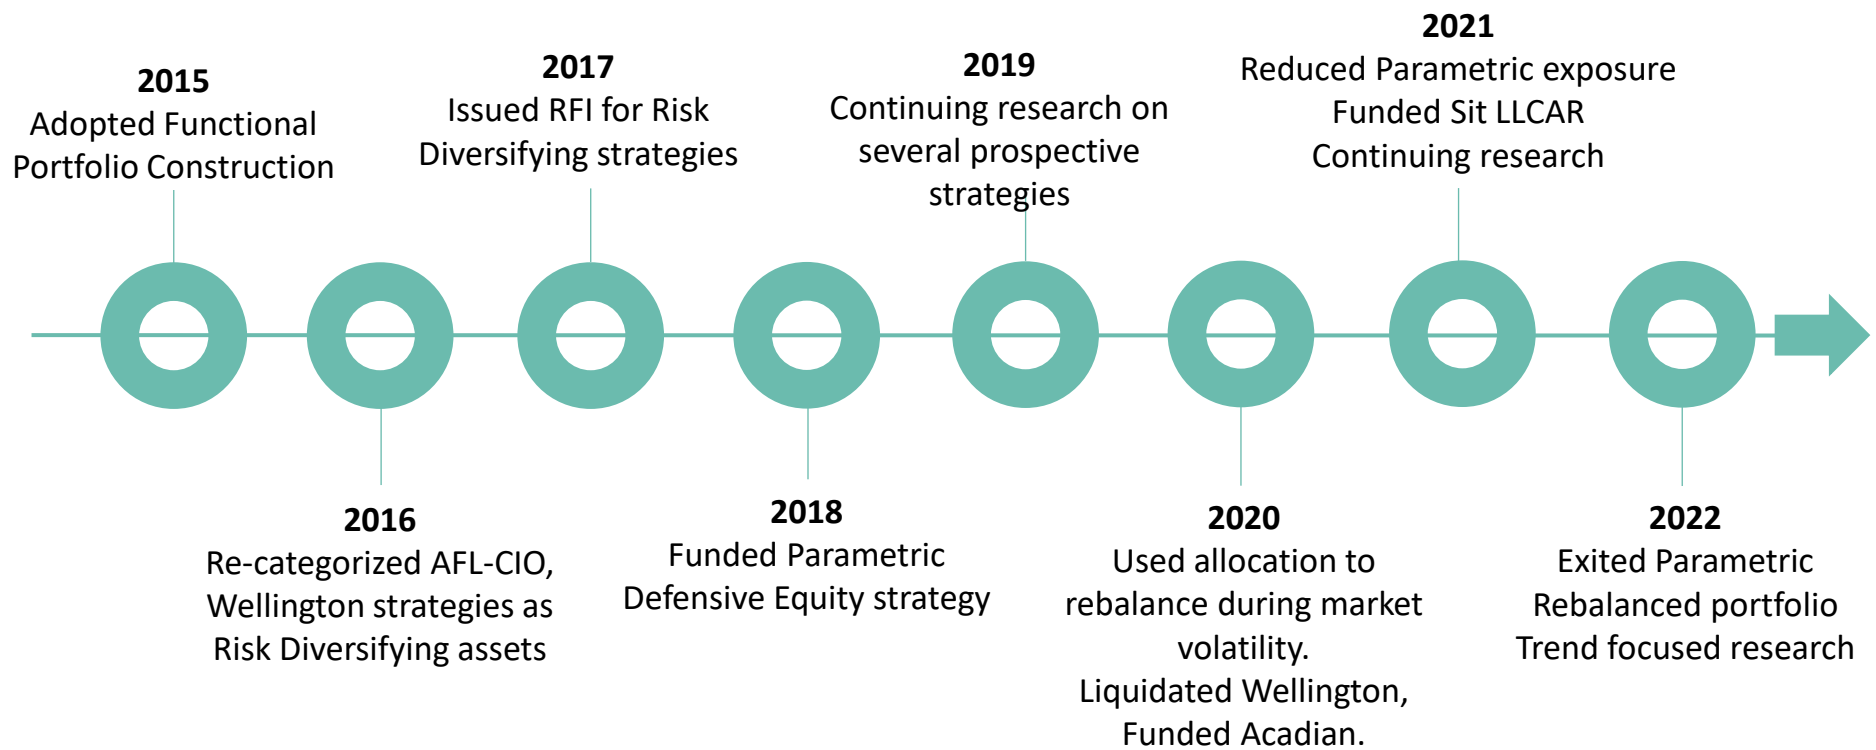 2015
Adopted Functional
Portfolio Construction
2016
Re-categorized AFL-CIO,
Wellington strategies as
Risk Diversifying assets
2017
Issued RFI for Risk
Diversifying strategies
2018
Funded Parametric
Defensive Equity strategy
2019
Continuing research on
several prospective
strategies
2020
Used allocation to
rebalance during market
volatility.
Liquidated Wellington,
Funded Acadian.
2021
Reduced Parametric exposure
Funded Sit LLCAR
Continuing research
2022
Exited Parametric
Rebalanced portfolio
Trend focused research